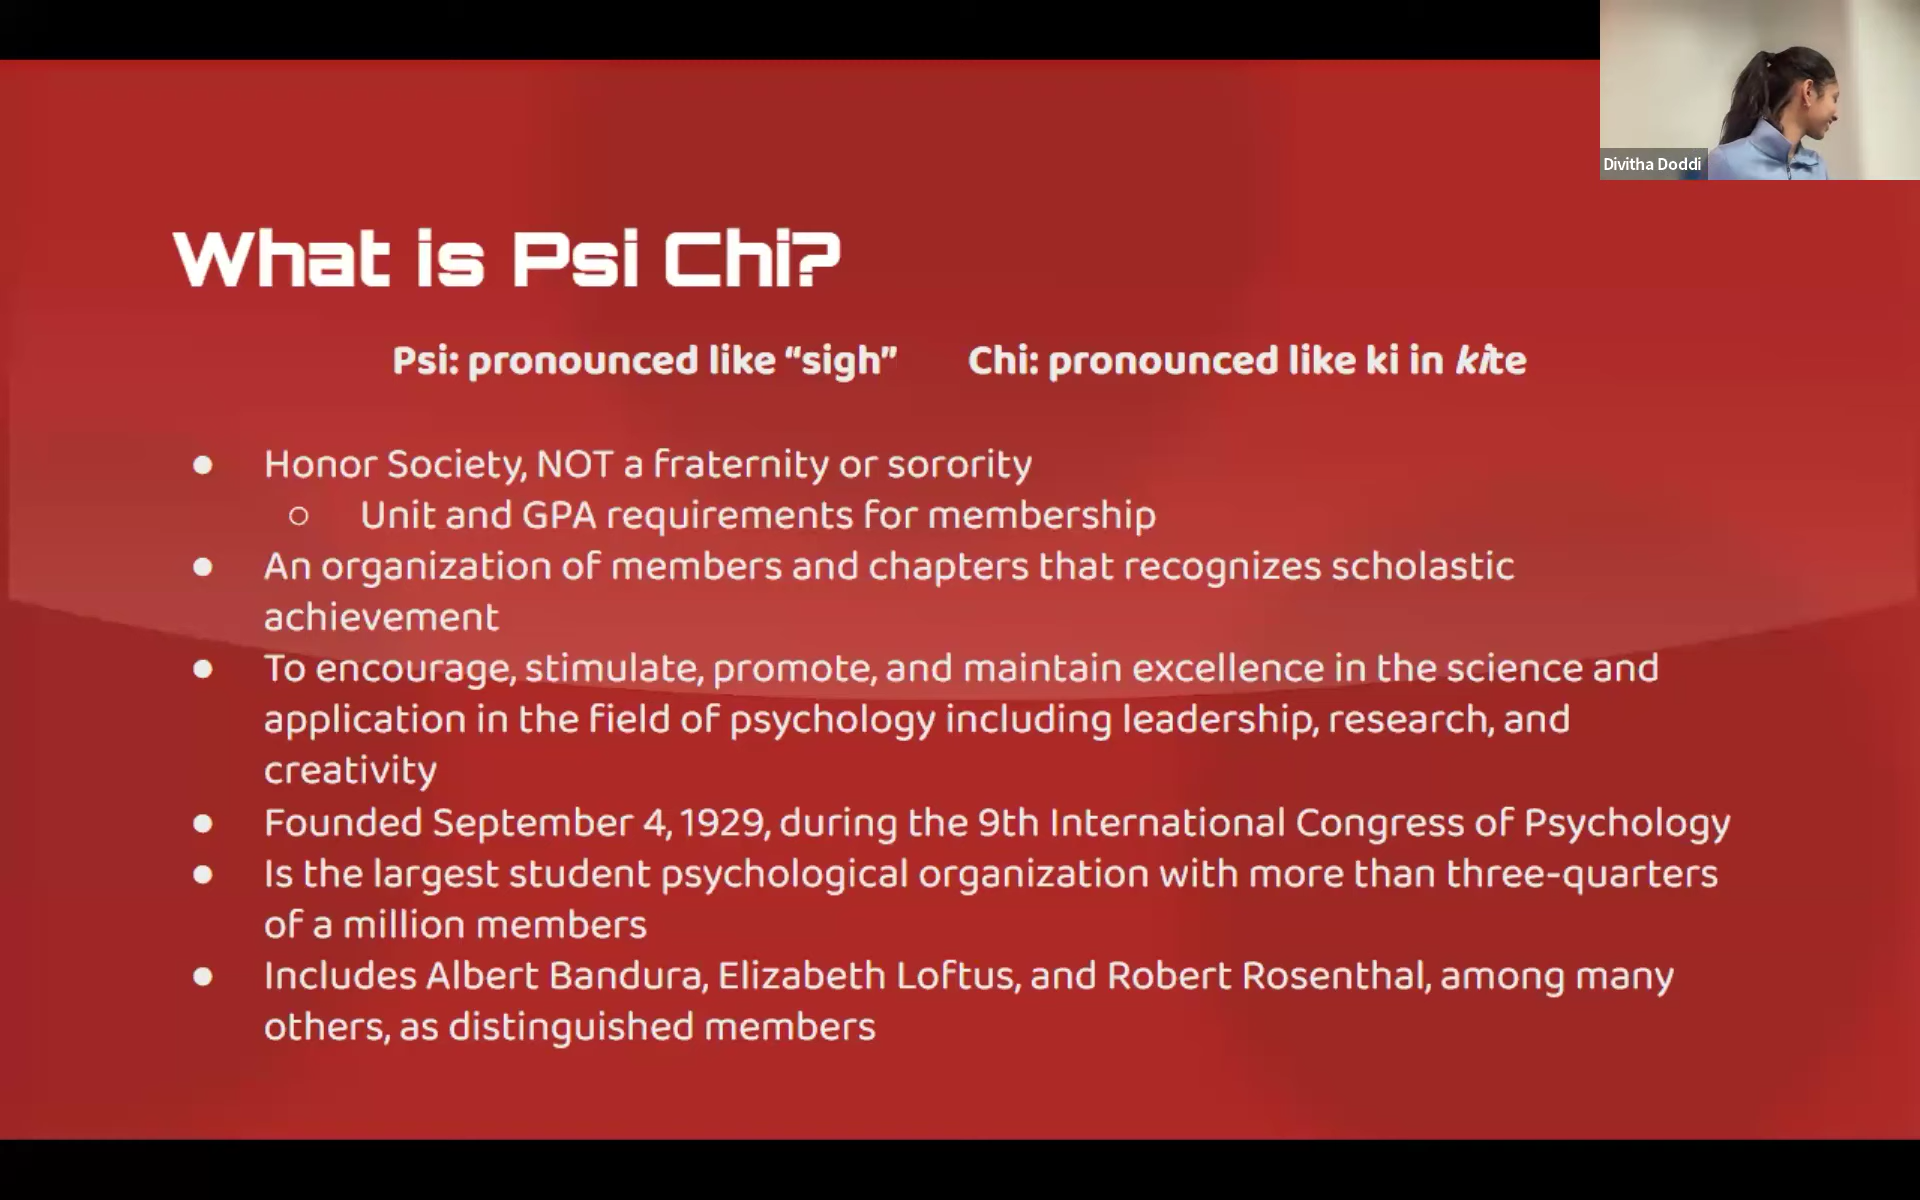 Divitha Doddi
What is Psi Chi?
Psi: pronounced like “sigh” Chi: pronounced like ki in kite
● Honor Society, NOT a fraternity or sorority
○ Unit and GPA requirements for membership
● An organization of members and chapters that recognizes scholastic
achievement
● To encourage, stimulate, promote, and maintain excellence in the science and
application in the field of psychology including leadership, research, and
creativity
● Founded September 4, 1929, during the 9th International Congress of Psychology
● Is the largest student psychological organization with more than three-quarters
of a million members
● Includes Albert Bandura, Elizabeth Loftus, and Robert Rosenthal, among many
others, as distinguished members